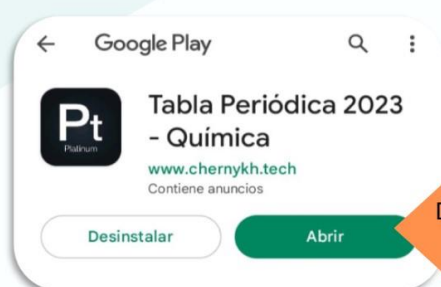 Google Play
Pt
Platinum
Tabla Periódica 2023
- Química
www.chernykh.tech
Contiene anuncios
Desinstalar
Abrir
D